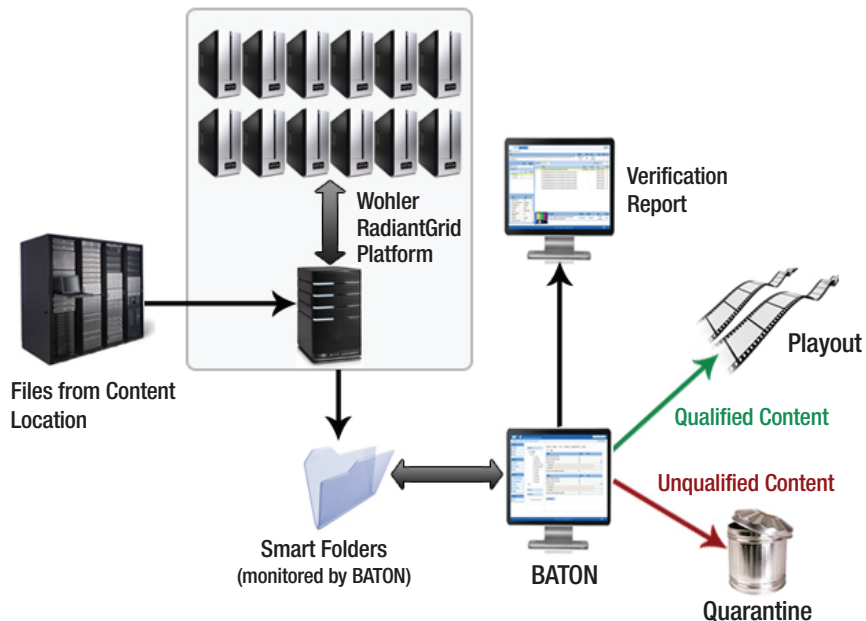 Wohler
RadiantGrid
Platform
Verification
Report
Files from Content
Location
Playout
Qualified Content
Unqualified Content
Smart Folders
(monitored by BATON)
BATON
Quarantine